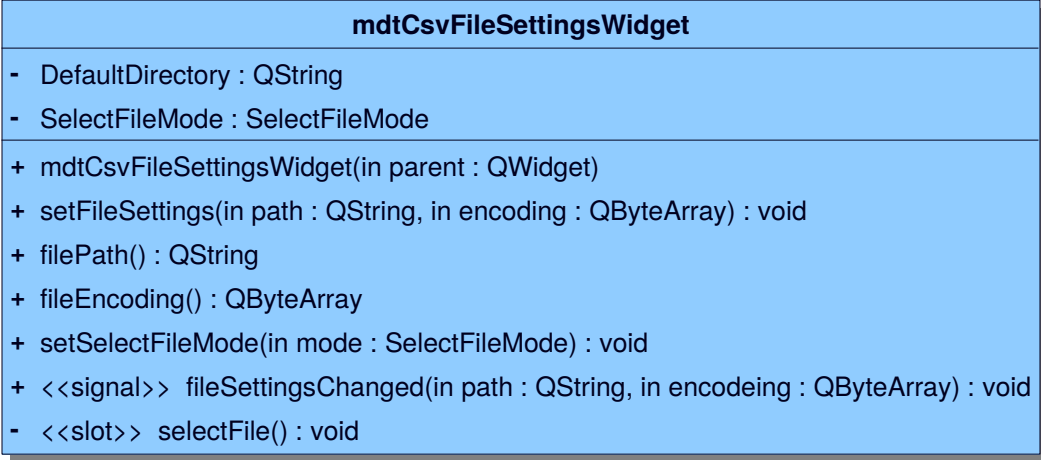 mdtCsvFileSettingsWidget
- DefaultDirectory : QString
- SelectFileMode : SelectFileMode
+ mdtCsvFileSettingsWidget(in parent : QWidget)
+ setFileSettings(in path : QString, in encoding : QByteArray) : void
+ filePath() : QString
+ fileEncoding() : QByteArray
+ setSelectFileMode(in mode : SelectFileMode) : void
+ <<signal>> fileSettingsChanged(in path : QString, in encodeing : QByteArray) : void
- <<slot>> selectFile() : void